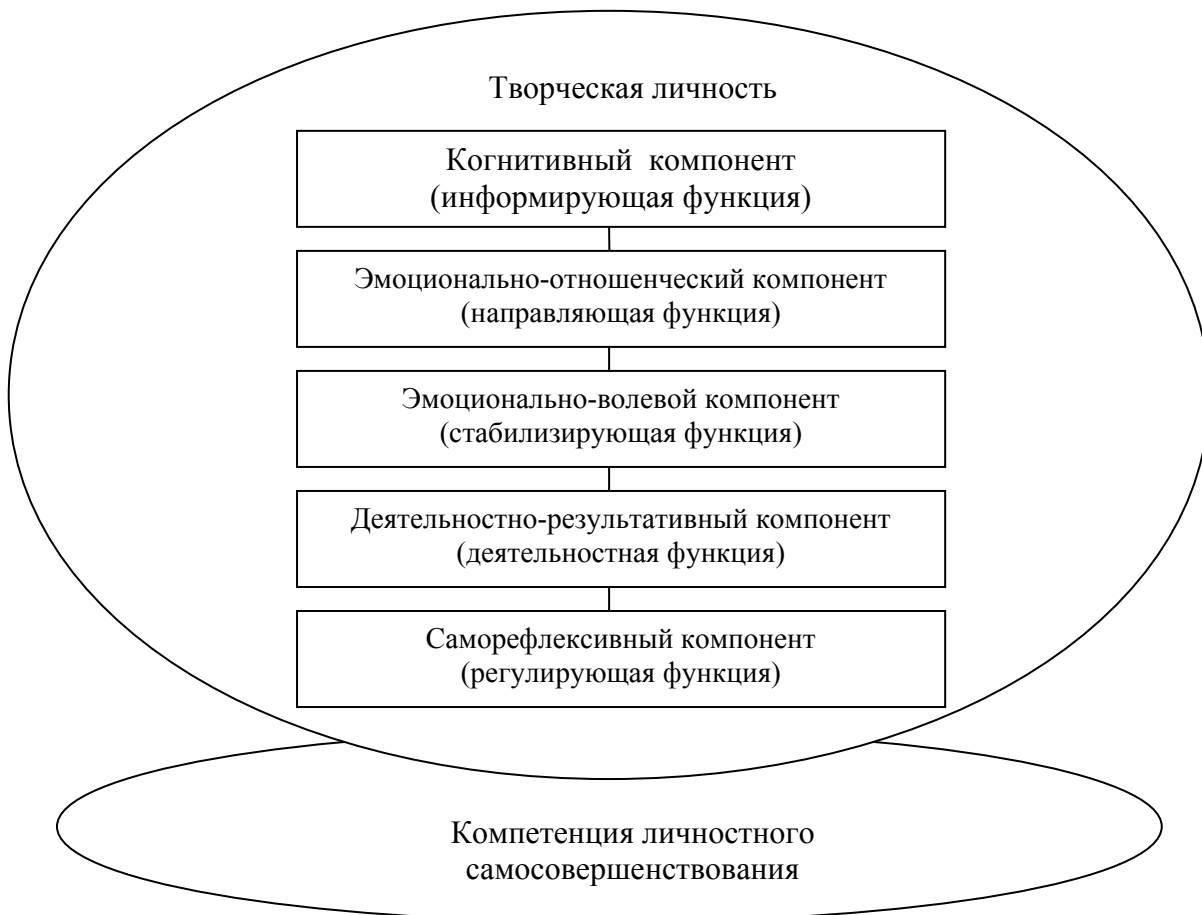 Творческая личность
Когнитивный компонент
(информирующая функция)
Эмоционально-отношенческий компонент
(направляющая функция)
Эмоционально-волевой компонент
(стабилизирующая функция)
Деятельностно-результативный компонент
(деятельностная функция)
Саморефлексивный компонент
(регулирующая функция)
Компетенция личностного
самосовершенствования